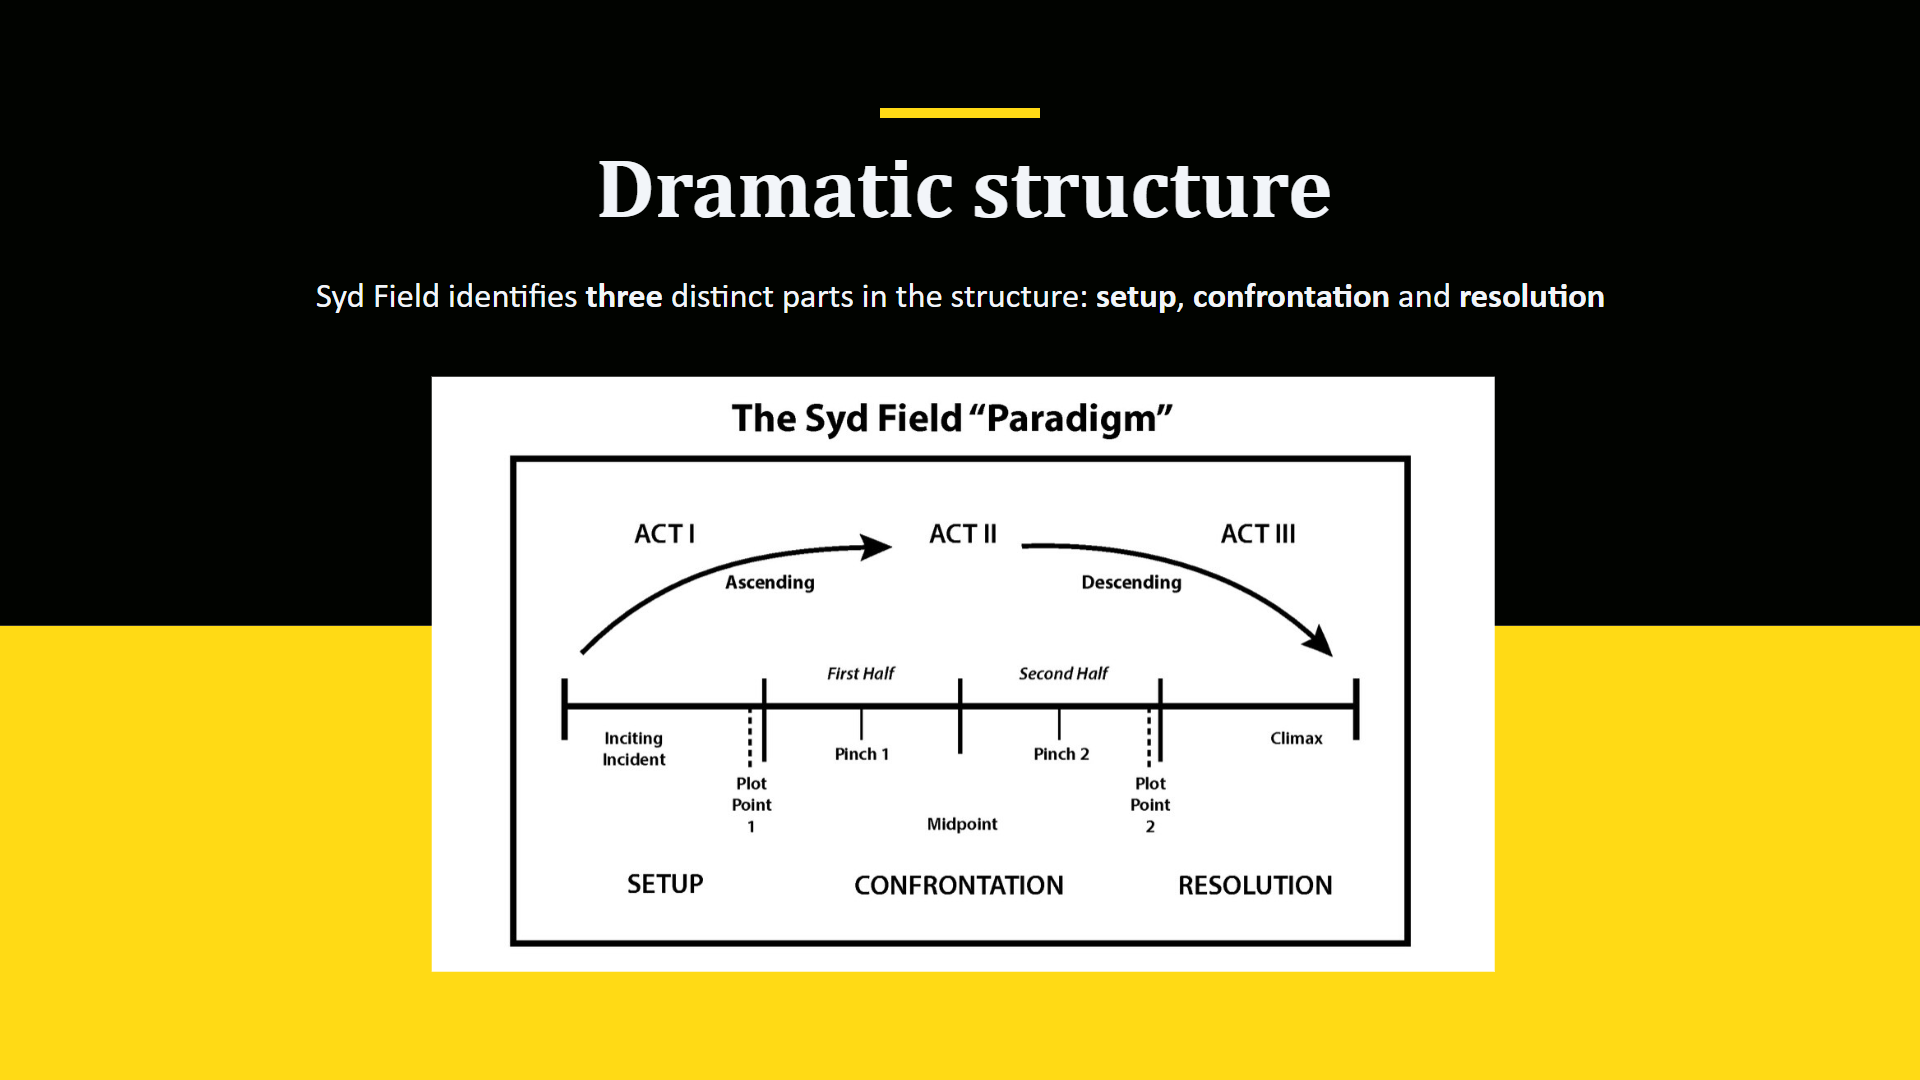 Dramatic structure
Syd Field identifies three distinct parts in the structure: setup, confrontation and resolution
The Syd Field “Paradigm”
ACT I
ACT II
ACT III
Ascending
Descending
First Half
Second Half
Inciting
Incident
Pinch 1
Pinch 2
Climax
Plot
Point
1
Midpoint
Plot
Point
2
SETUP
CONFRONTATION
RESOLUTION